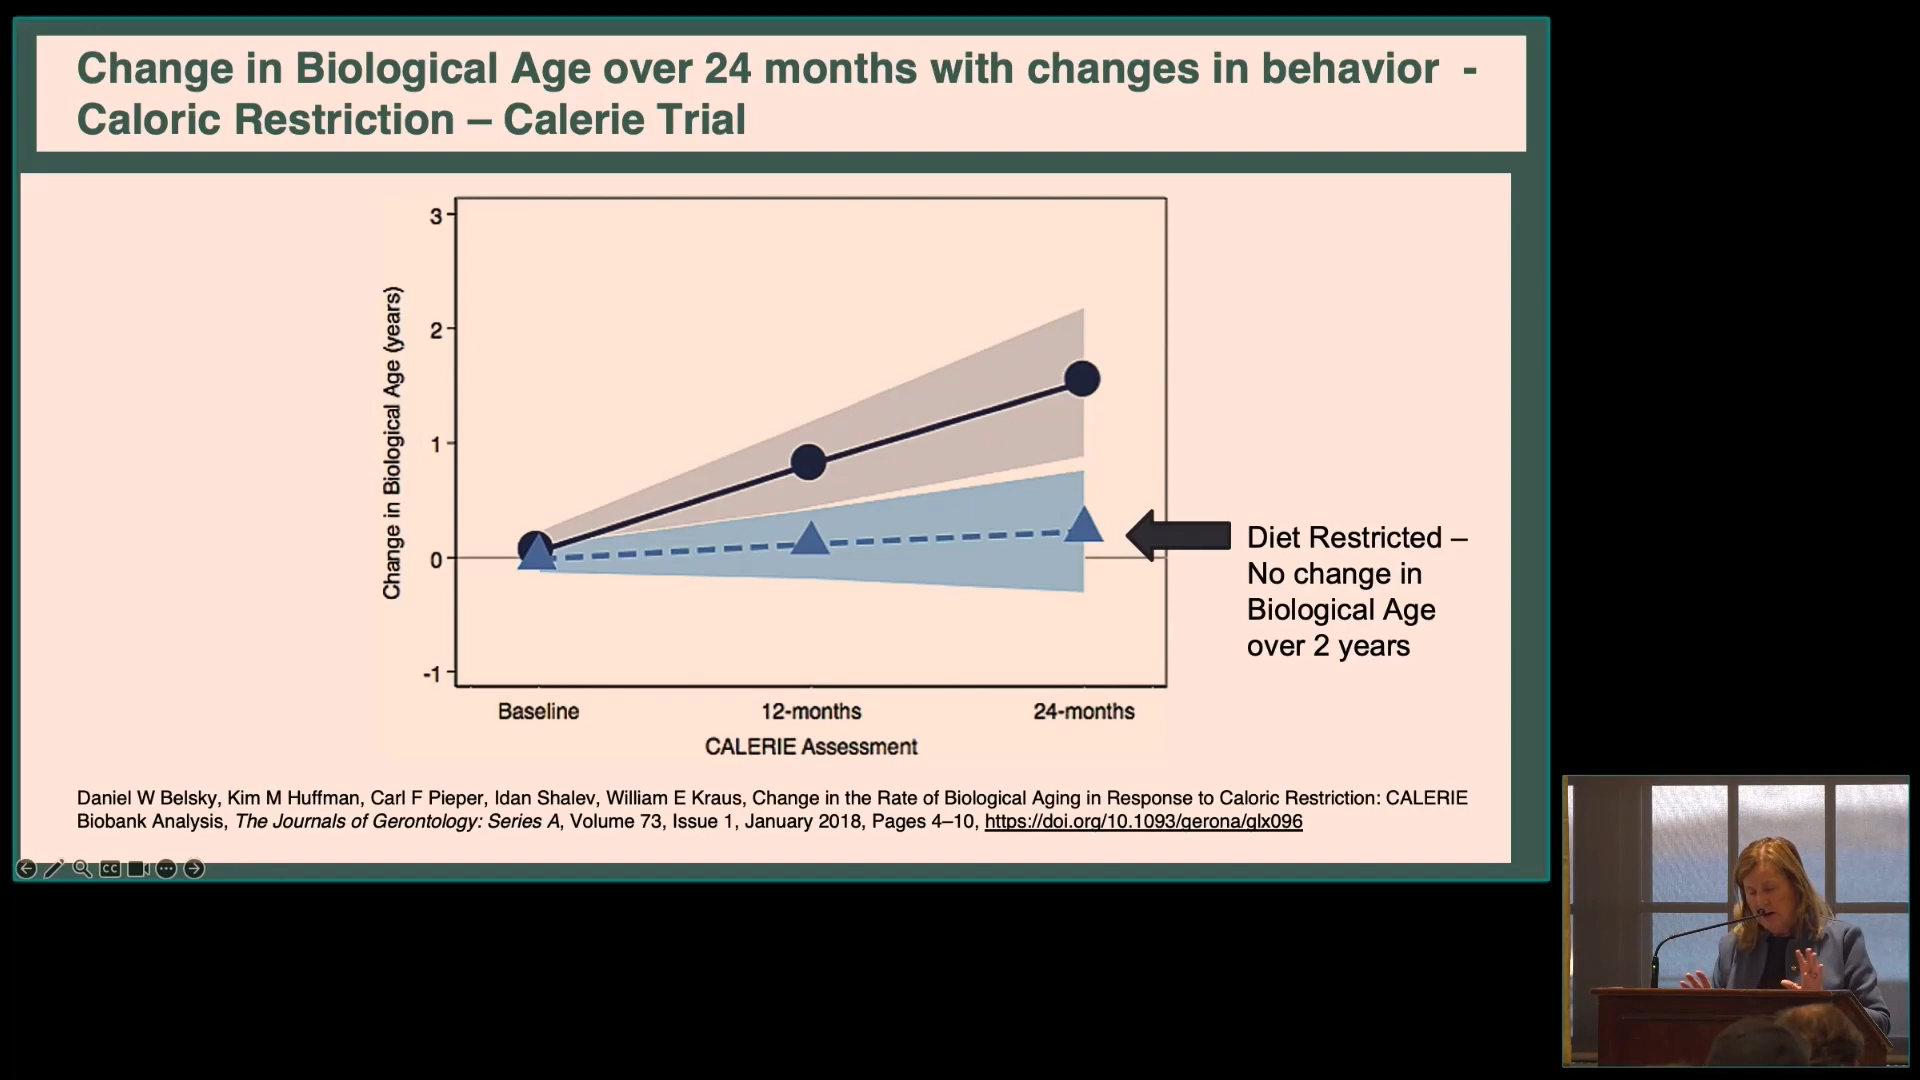 Change in Biological Age over 24 months with changes in behavior -
Caloric Restriction – Calerie Trial
3
2
1
0
-1
Change in Biological Age (years)
Baseline
12-months
24-months
CALERIE Assessment
Diet Restricted –
No change in
Biological Age
over 2 years
Daniel W Belsky, Kim M Huffman, Carl F Pieper, Idan Shalev, William E Kraus, Change in the Rate of Biological Aging in Response to Caloric Restriction: CALERIE
Biobank Analysis, The Journals of Gerontology: Series A, Volume 73, Issue 1, January 2018, Pages 4–10, https://doi.org/10.1093/gerona/glx096
CC